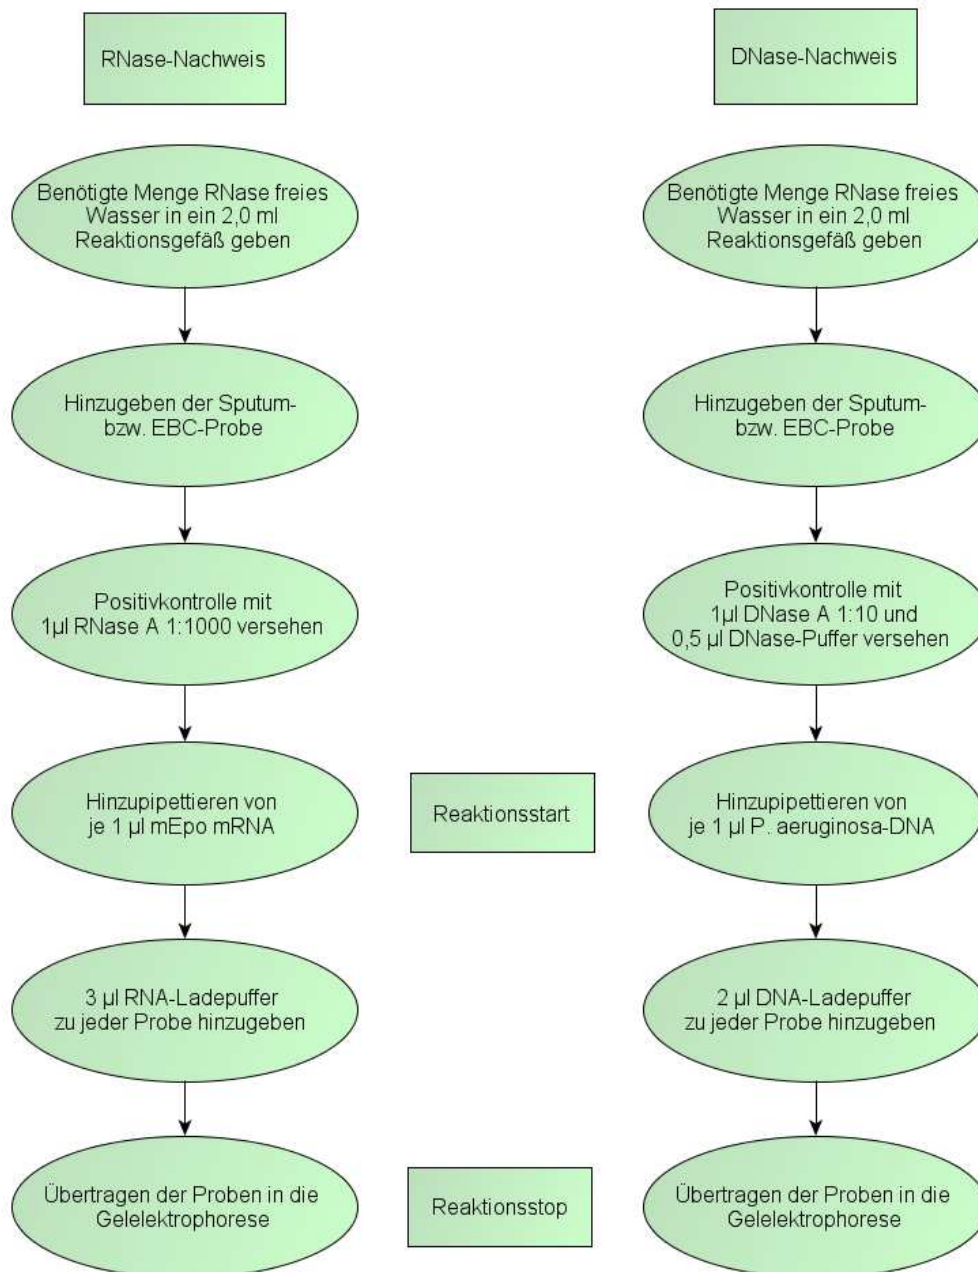 RNase-Nachweis
DNase-Nachweis
Benötigte Menge RNase freies
Wasser in ein 2,0 ml
Reaktionsgefäß geben
Benötigte Menge RNase freies
Wasser in ein 2,0 ml
Reaktionsgefäß geben
Hinzugeben der Sputum-
bzw. EBC-Probe
Hinzugeben der Sputum-
bzw. EBC-Probe
Positivkontrolle mit
1µl RNase A 1:1000 versehen
Positivkontrolle mit
1µl DNase A 1:10 und
0,5 µl DNase-Puffer versehen
Hinzupipettieren von
je 1 µl mEpo mRNA
Reaktionsstart
Hinzupipettieren von
je 1 µl P. aeruginosa-DNA
3 µl RNA-Ladepuffer
zu jeder Probe hinzugeben
2 µl DNA-Ladepuffer
zu jeder Probe hinzugeben
Übertragen der Proben in die
Gelelektrophorese
Reaktionsstop
Übertragen der Proben in die
Gelelektrophorese